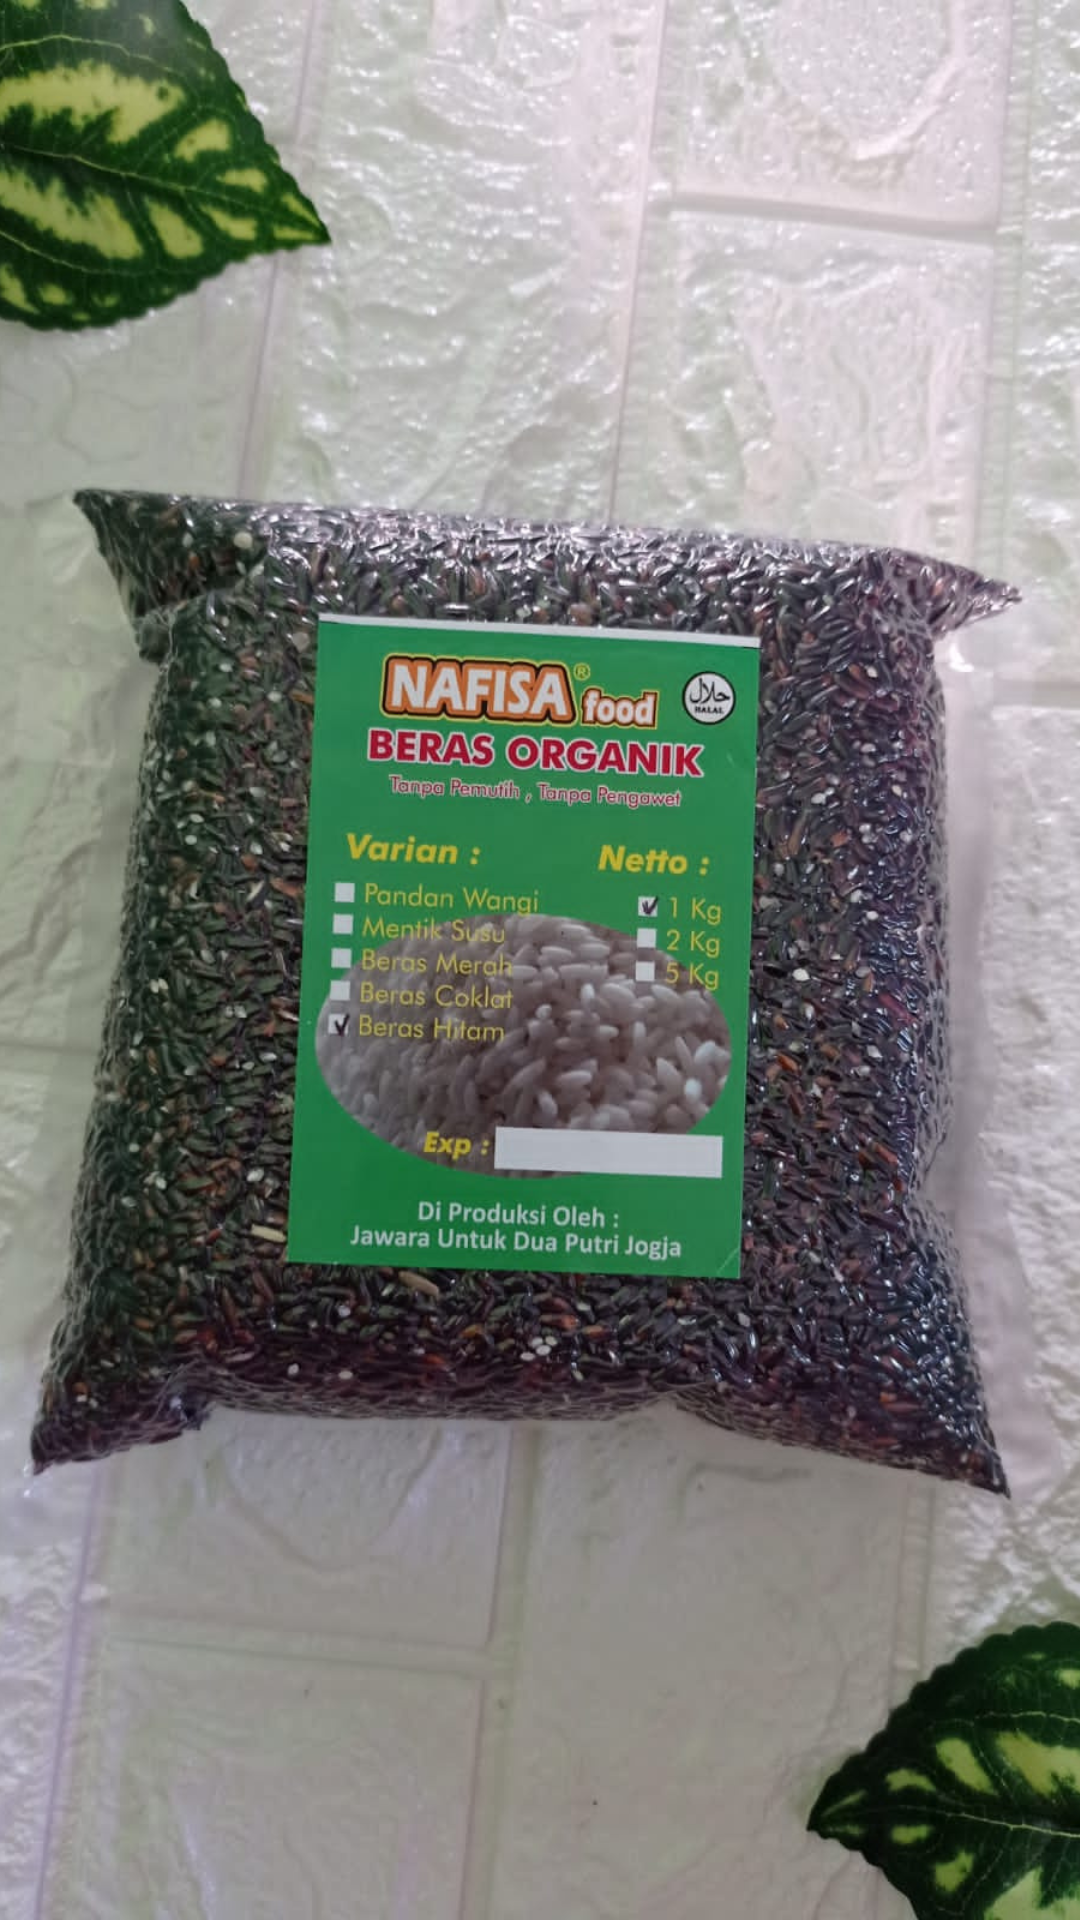 NAFISA® food
حلال
HALAL
BERAS ORGANIK
Tanpa Pemutih , Tanpa Pengawet
Varian :
Pandan Wangi
Mentik Susu
Beras Merah
Beras Coklat
Beras Hitam
Netto :
1 Kg
2 Kg
5 Kg
Exp :
Di Produksi Oleh :
Jawara Untuk Dua Putri Jogja